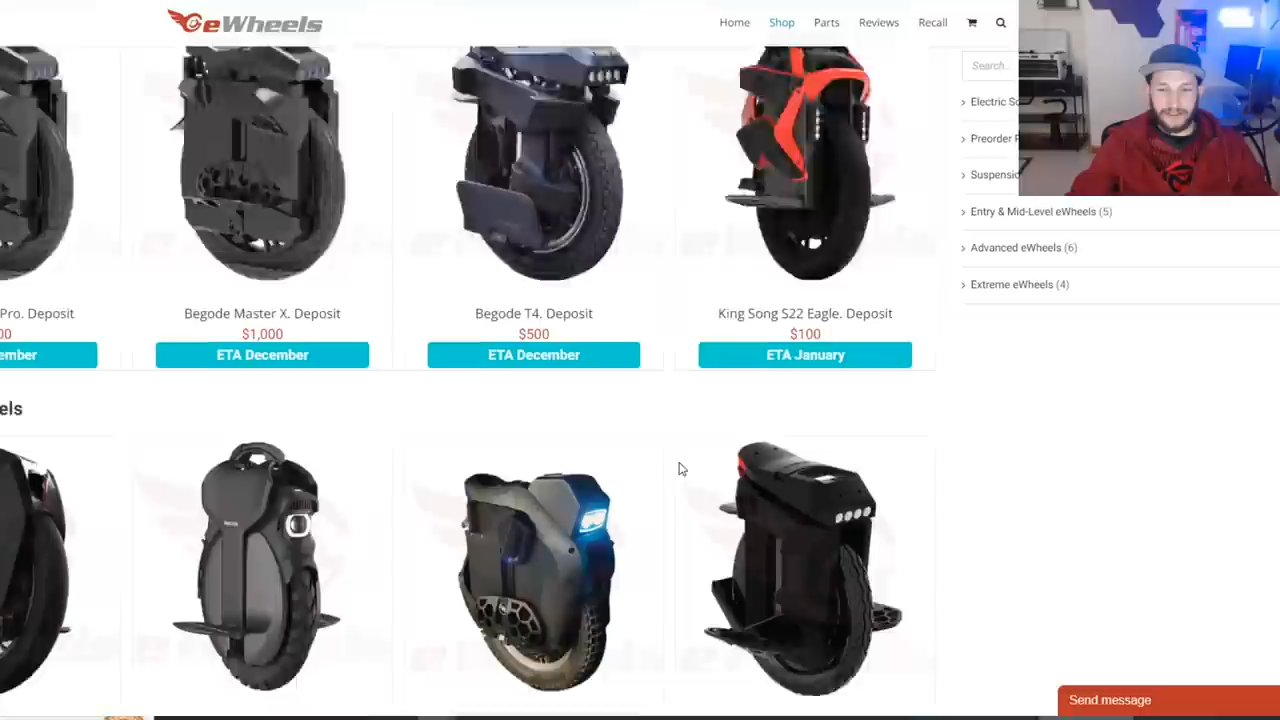 eWheels
Home
Shop
Parts
Reviews
Recall
Search..
Electric Sc
Preorder P
Suspensio
Entry & Mid-Level eWheels (5)
Advanced eWheels (6)
Extreme eWheels (4)
Pro. Deposit
00
ember
Begode Master X. Deposit
$1,000
ETA December
Begode T4. Deposit
$500
ETA December
King Song S22 Eagle. Deposit
$100
ETA January
els
Send message